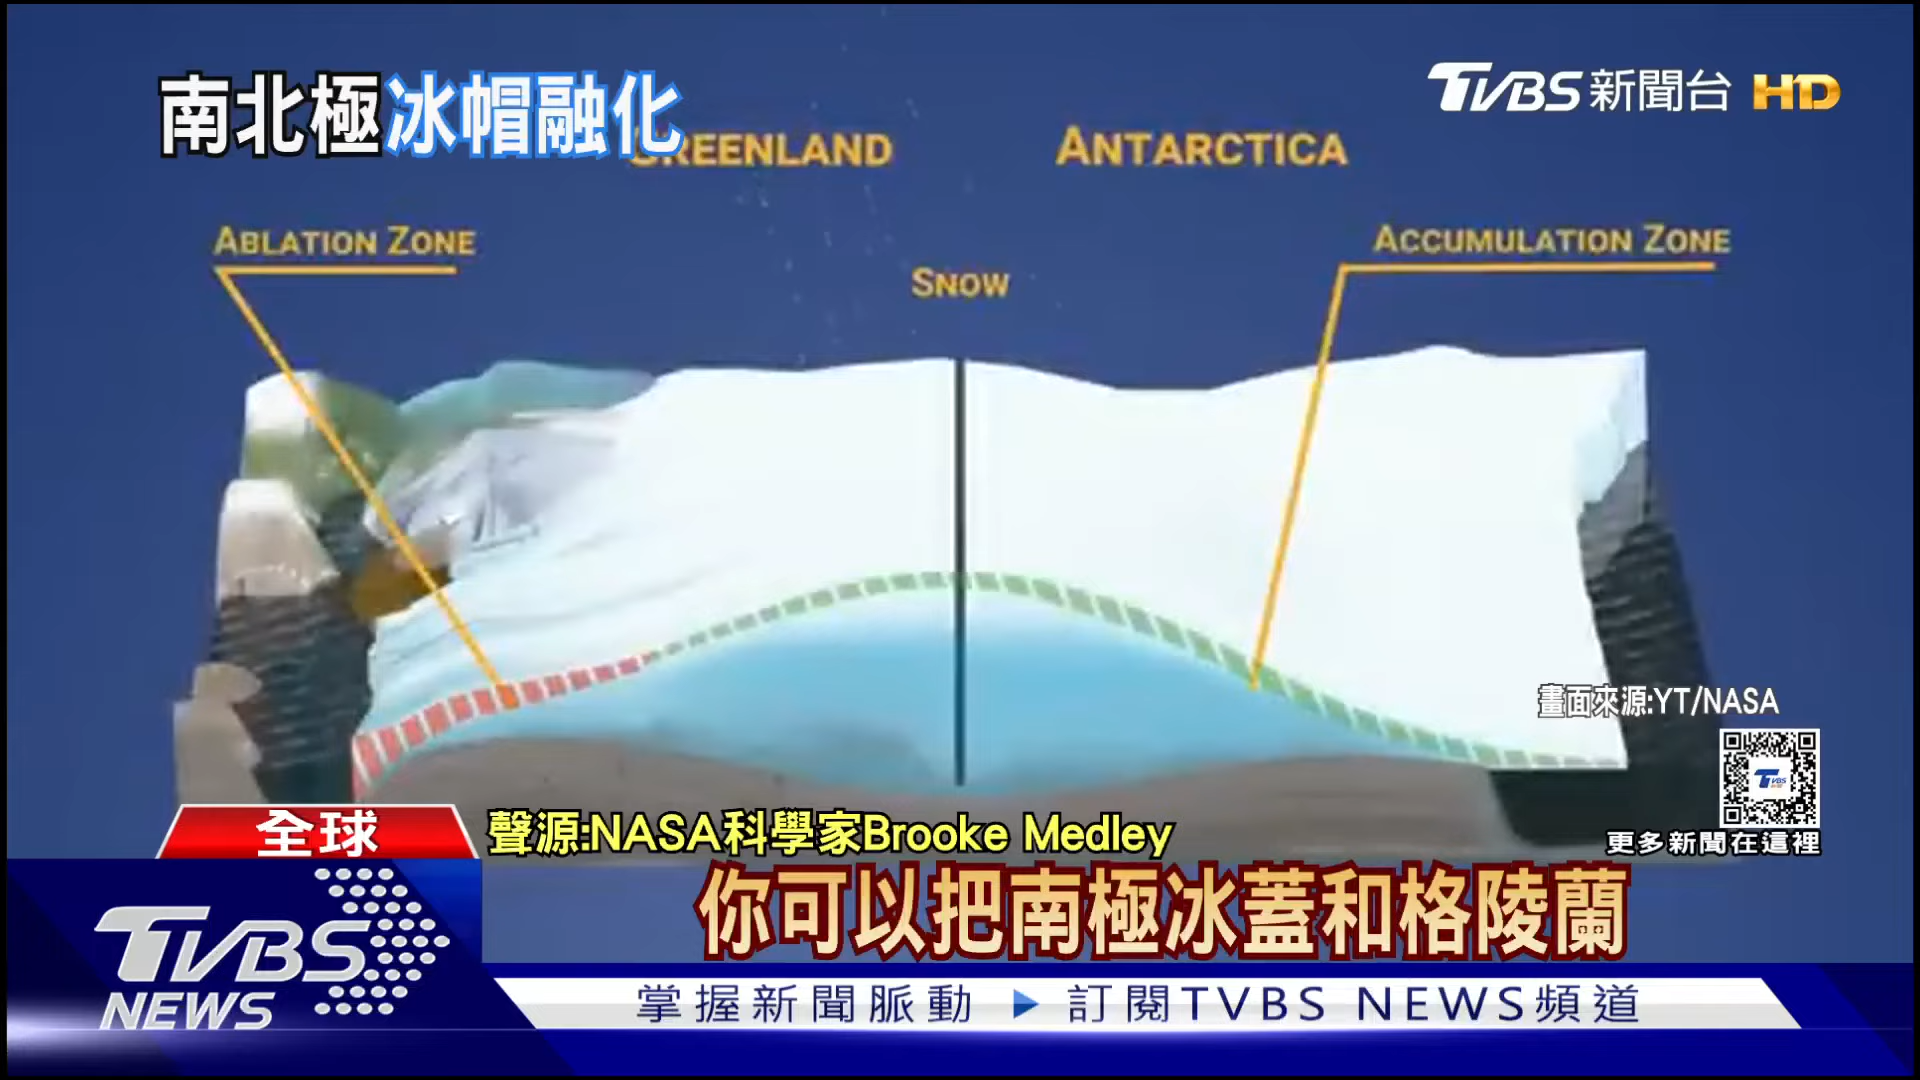 南北極冰帽融化
TVBS新聞台 HD
GREENLAND
ANTARCTICA
ABLATION ZONE
ACCUMULATION ZONE
SNOW
畫面來源:YT/NASA
TVBS
更多新聞在這裡
全球
聲源:NASA科學家Brooke Medley
你可以把南極冰蓋和格陵蘭
TVBS
NEWS
掌握新聞脈動 ▶ 訂閱TVBS NEWS頻道